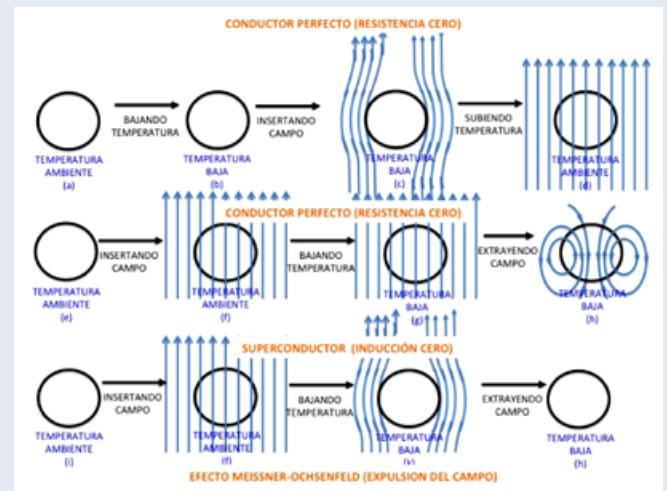 CONDUCTOR PERFECTO (RESISTENCIA CERO)
BAJANDO
TEMPERATURA
INSERTANDO
CAMPO
SUBIENDO
TEMPERATURA
TEMPERATURA
AMBIENTE
(a)
TEMPERATURA
BAJA
(b)
TEMPERATURA
BAJA
(c)
TEMPERATURA
AMBIENTE
(d)
CONDUCTOR PERFECTO (RESISTENCIA CERO)
INSERTANDO
CAMPO
BAJANDO
TEMPERATURA
EXTRAYENDO
CAMPO
TEMPERATURA
AMBIENTE
(e)
TEMPERATURA
AMBIENTE
(f)
TEMPERATURA
BAJA
(g)
TEMPERATURA
BAJA
(h)
SUPERCONDUCTOR (INDUCCIÓN CERO)
INSERTANDO
CAMPO
BAJANDO
TEMPERATURA
EXTRAYENDO
CAMPO
TEMPERATURA
AMBIENTE
(i)
TEMPERATURA
AMBIENTE
TEMPERATURA
BAJA
TEMPERATURA
BAJA
(h)
EFECTO MEISSNER-OCHSENFELD (EXPULSION DEL CAMPO)